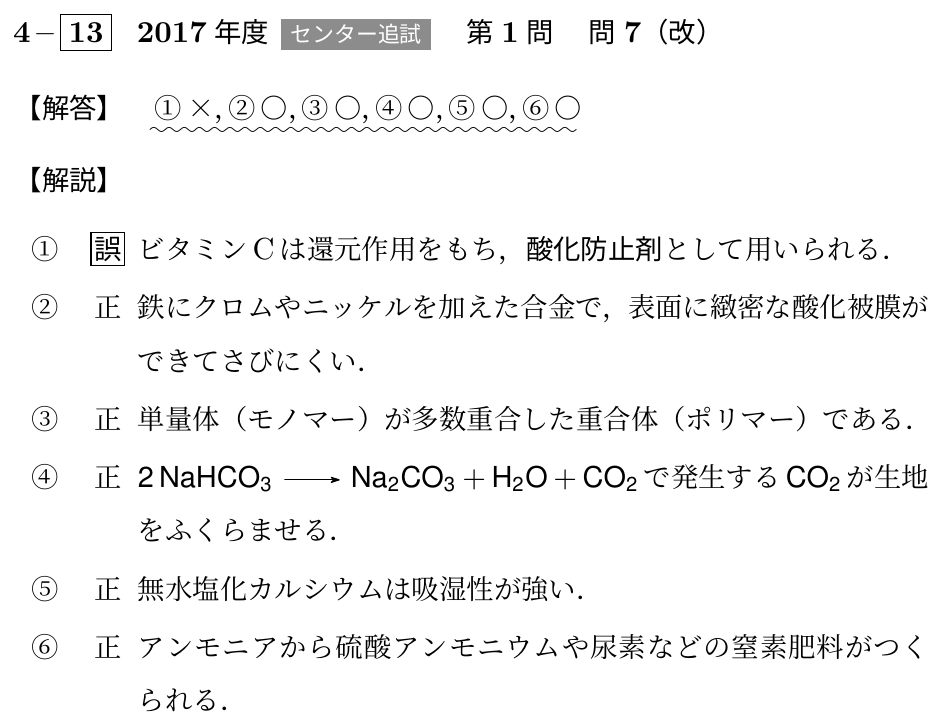 4－13 2017 年度 センター追試 第 1 問 問 7（改）
【解答】 ① ×, ② ○, ③ ○, ④ ○, ⑤ ○, ⑥ ○
【解説】
① 誤 ビタミン C は還元作用をもち，酸化防止剤として用いられる．
② 正 鉄にクロムやニッケルを加えた合金で，表面に緻密な酸化被膜が
できてさびにくい．
③ 正 単量体（モノマー）が多数重合した重合体（ポリマー）である．
④ 正 2 NaHCO₃ ⟶ Na₂CO₃ + H₂O + CO₂ で発生する CO₂ が生地
をふくらませる．
⑤ 正 無水塩化カルシウムは吸湿性が強い．
⑥ 正 アンモニアから硫酸アンモニウムや尿素などの窒素肥料がつく
られる．